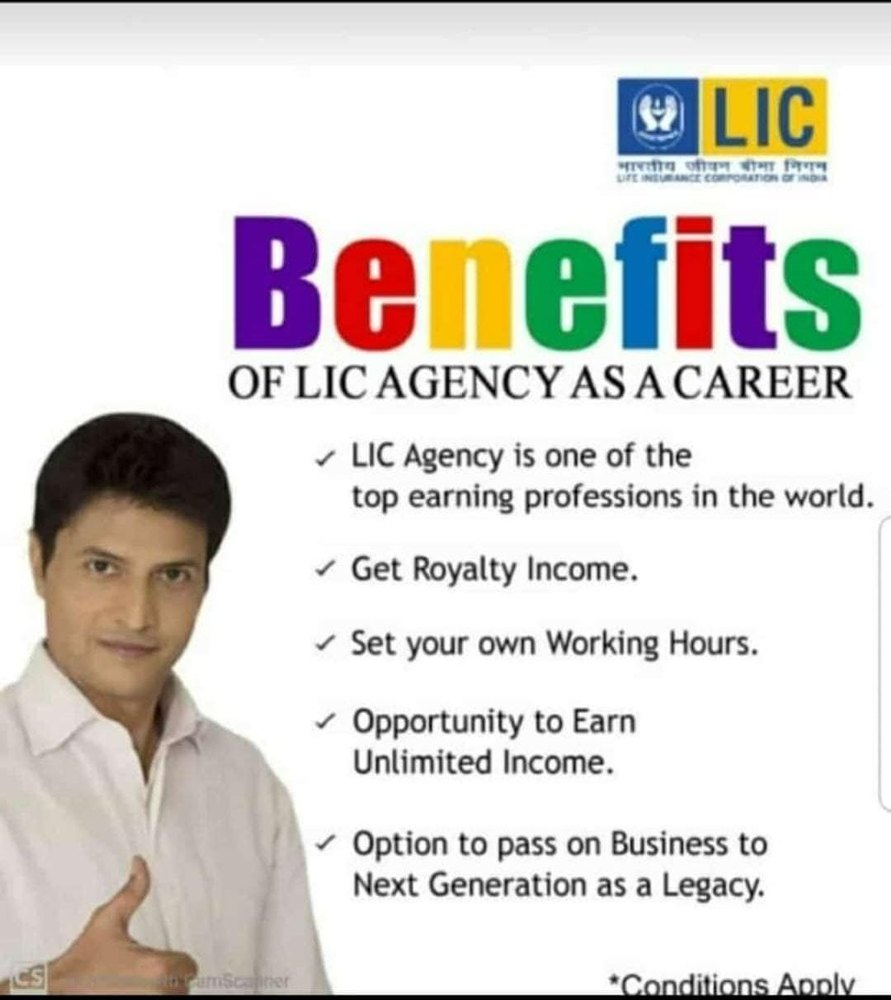 LIC
भारतीय जीवन बीमा निगम
LIFE INSURANCE CORPORATION OF INDIA
Benefits
OF LIC AGENCY AS A CAREER
✓ LIC Agency is one of the
top earning professions in the world.
✓ Get Royalty Income.
✓ Set your own Working Hours.
✓ Opportunity to Earn
Unlimited Income.
✓ Option to pass on Business to
Next Generation as a Legacy.
CS
CamScanner
*Conditions Apply